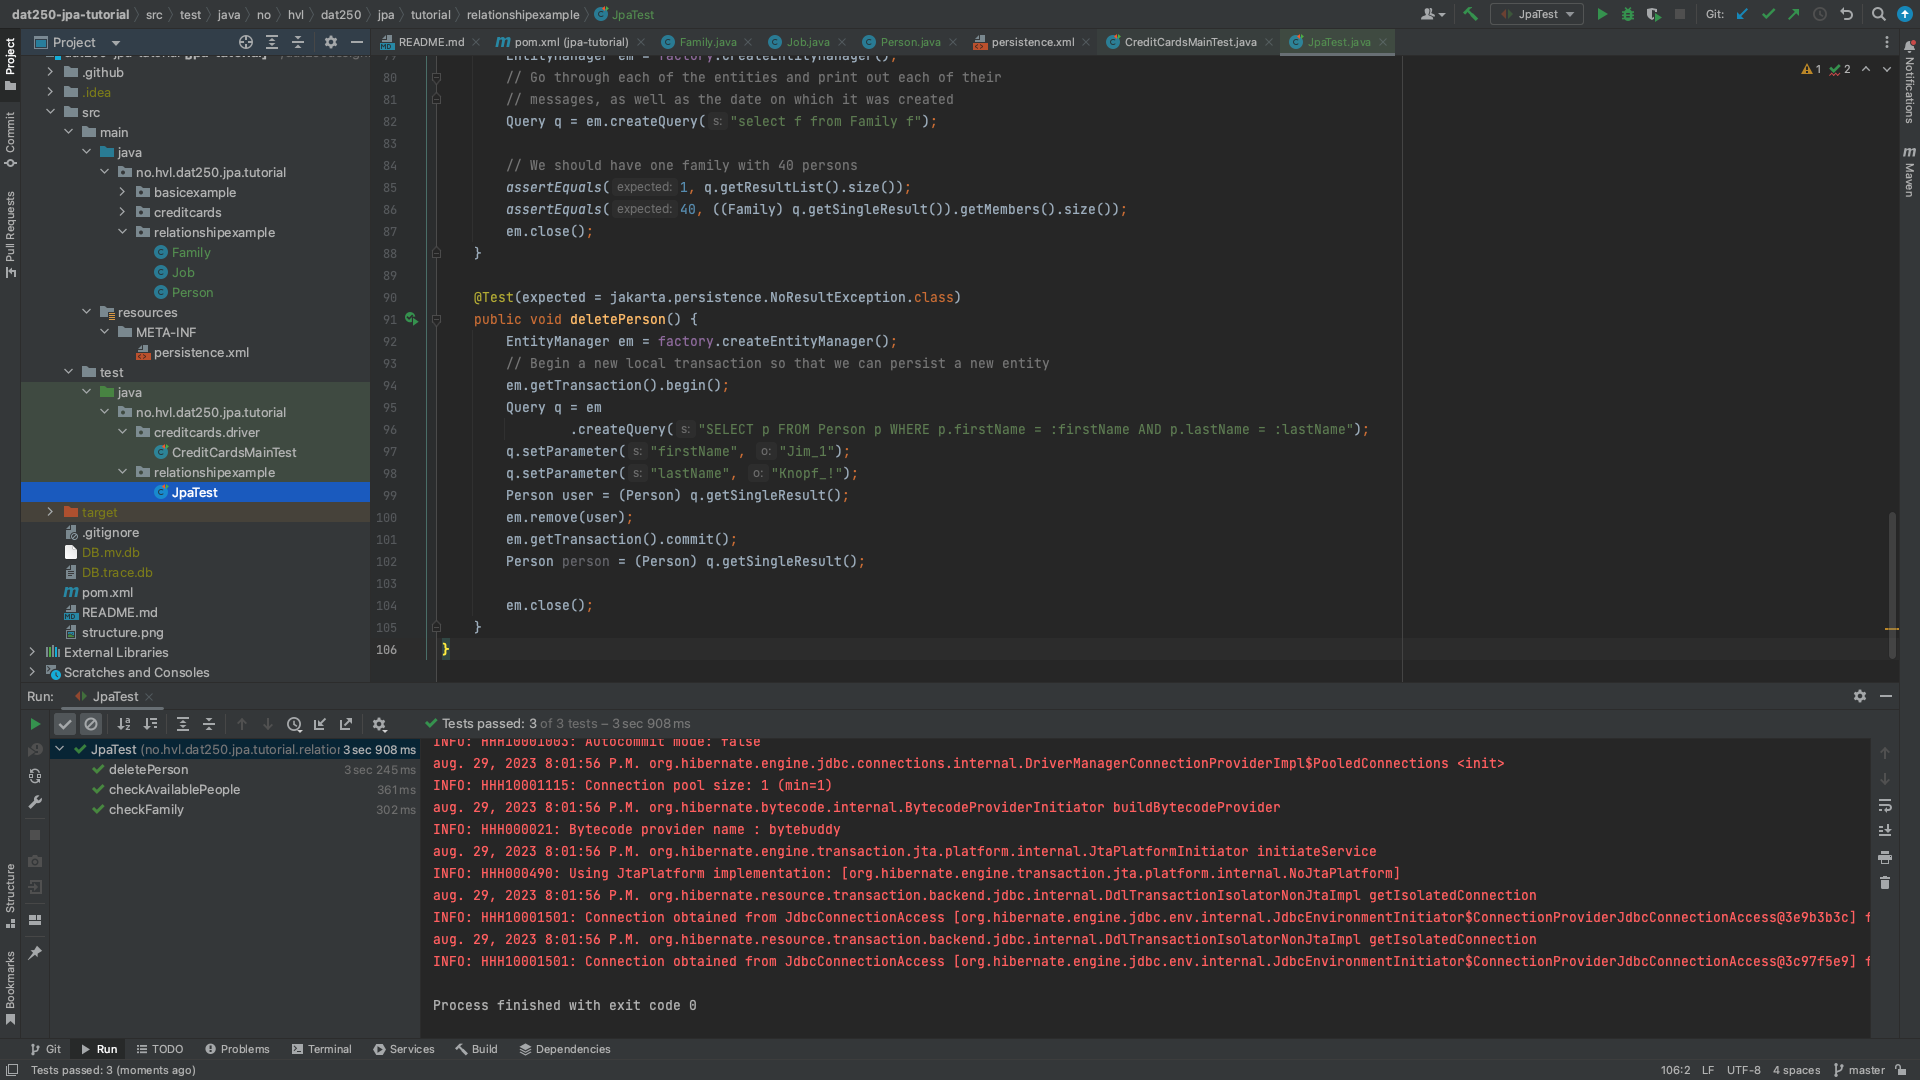 dat250-jpa-tutorial src test java no hvl dat250 jpa tutorial relationshipexample JpaTest
JpaTest Git:
Project
README.md pom.xml (jpa-tutorial) Family.java Job.java Person.java persistence.xml CreditCardsMainTest.java JpaTest.java
Project
Commit
Pull Requests
Structure
Bookmarks
Notifications
Maven
.github
.idea
src
main
java
no.hvl.dat250.jpa.tutorial
basicexample
creditcards
relationshipexample
Family
Job
Person
resources
META-INF
persistence.xml
test
java
no.hvl.dat250.jpa.tutorial
creditcards.driver
CreditCardsMainTest
relationshipexample
JpaTest
target
.gitignore
DB.mv.db
DB.trace.db
pom.xml
README.md
structure.png
External Libraries
Scratches and Consoles
1 2
79 EntityManager em = factory.createEntityManager();
80 // Go through each of the entities and print out each of their
81 // messages, as well as the date on which it was created
82 Query q = em.createQuery( s: "select f from Family f");
83
84 // We should have one family with 40 persons
85 assertEquals( expected: 1, q.getResultList().size());
86 assertEquals( expected: 40, ((Family) q.getSingleResult()).getMembers().size());
87 em.close();
88 }
89
90 @Test(expected = jakarta.persistence.NoResultException.class)
91 public void deletePerson() {
92 EntityManager em = factory.createEntityManager();
93 // Begin a new local transaction so that we can persist a new entity
94 em.getTransaction().begin();
95 Query q = em
96 .createQuery( s: "SELECT p FROM Person p WHERE p.firstName = :firstName AND p.lastName = :lastName");
97 q.setParameter( s: "firstName", o: "Jim_1");
98 q.setParameter( s: "lastName", o: "Knopf_!");
99 Person user = (Person) q.getSingleResult();
100 em.remove(user);
101 em.getTransaction().commit();
102 Person person = (Person) q.getSingleResult();
103
104 em.close();
105 }
106 }
Run: JpaTest
Tests passed: 3 of 3 tests – 3 sec 908 ms
JpaTest (no.hvl.dat250.jpa.tutorial.relation 3 sec 908 ms
deletePerson 3 sec 245 ms
checkAvailablePeople 361 ms
checkFamily 302 ms
INFO: HHH10001003: Autocommit mode: false
aug. 29, 2023 8:01:56 P.M. org.hibernate.engine.jdbc.connections.internal.DriverManagerConnectionProviderImpl$PooledConnections <init>
INFO: HHH10001115: Connection pool size: 1 (min=1)
aug. 29, 2023 8:01:56 P.M. org.hibernate.bytecode.internal.BytecodeProviderInitiator buildBytecodeProvider
INFO: HHH000021: Bytecode provider name : bytebuddy
aug. 29, 2023 8:01:56 P.M. org.hibernate.engine.transaction.jta.platform.internal.JtaPlatformInitiator initiateService
INFO: HHH000490: Using JtaPlatform implementation: [org.hibernate.engine.transaction.jta.platform.internal.NoJtaPlatform]
aug. 29, 2023 8:01:56 P.M. org.hibernate.resource.transaction.backend.jdbc.internal.DdlTransactionIsolatorNonJtaImpl getIsolatedConnection
INFO: HHH10001501: Connection obtained from JdbcConnectionAccess [org.hibernate.engine.jdbc.env.internal.JdbcEnvironmentInitiator$ConnectionProviderJdbcConnectionAccess@3e9b3b3c] f
aug. 29, 2023 8:01:56 P.M. org.hibernate.resource.transaction.backend.jdbc.internal.DdlTransactionIsolatorNonJtaImpl getIsolatedConnection
INFO: HHH10001501: Connection obtained from JdbcConnectionAccess [org.hibernate.engine.jdbc.env.internal.JdbcEnvironmentInitiator$ConnectionProviderJdbcConnectionAccess@3c97f5e9] f
Process finished with exit code 0
Git Run TODO Problems Terminal Services Build Dependencies
Tests passed: 3 (moments ago) 106:2 LF UTF-8 4 spaces master